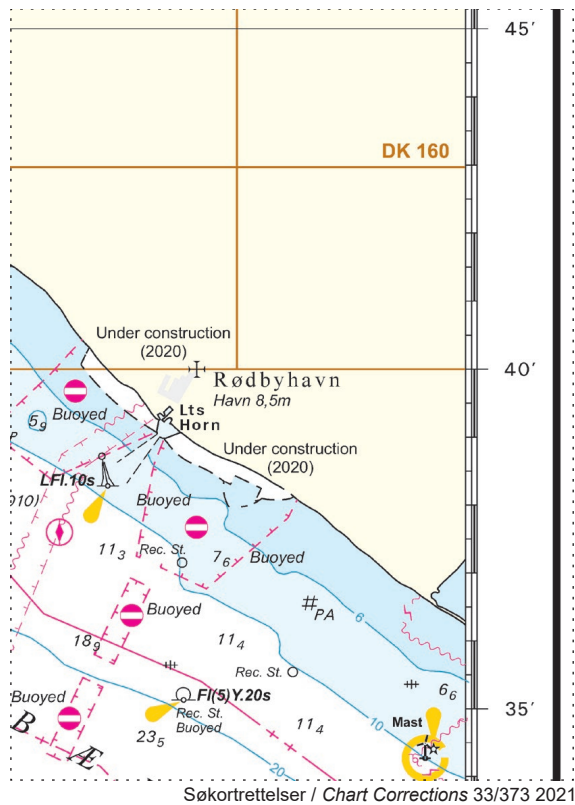 45′
DK 160
Under construction
(2020)
40′
Rødbyhavn
Havn 8,5m
Buoyed
Lts
Horn
5₉
Under construction
(2020)
LFl.10s
Buoyed
010)
11₃
Rec. St.
7₆
Buoyed
PA
6
Buoyed
18₉
11₄
Rec. St.
6₆
Buoyed
Fl(5)Y.20s
Rec. St.
Buoyed
11₄
10
Mast
35′
B
Æ
23₅
20
Søkortrettelser / Chart Corrections 33/373 2021